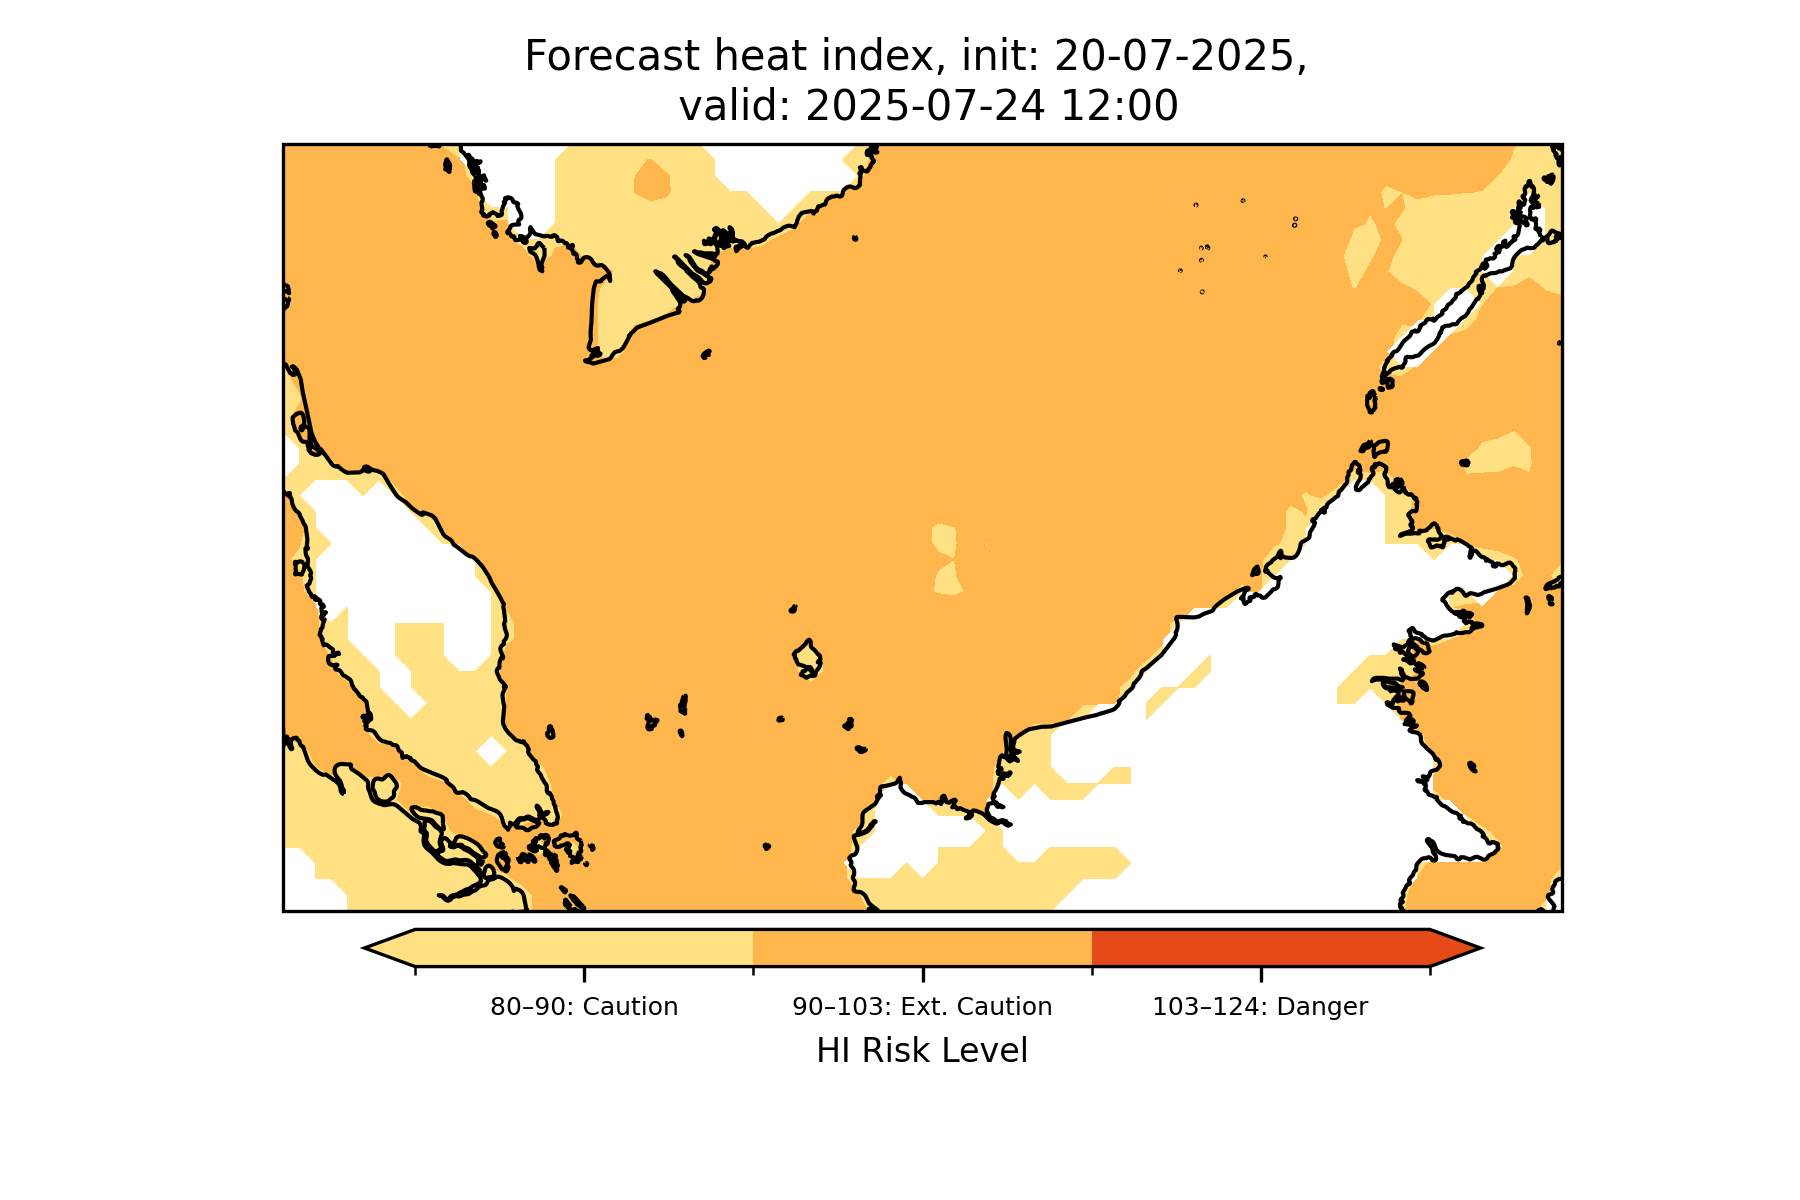 Forecast heat index, init: 20-07-2025,
valid: 2025-07-24 12:00
80–90: Caution
90–103: Ext. Caution
103–124: Danger
HI Risk Level